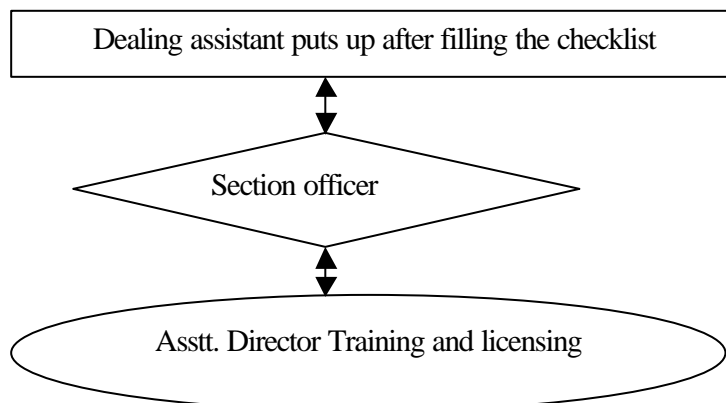 Dealing assistant puts up after filling the checklist
Section officer
Asstt. Director Training and licensing